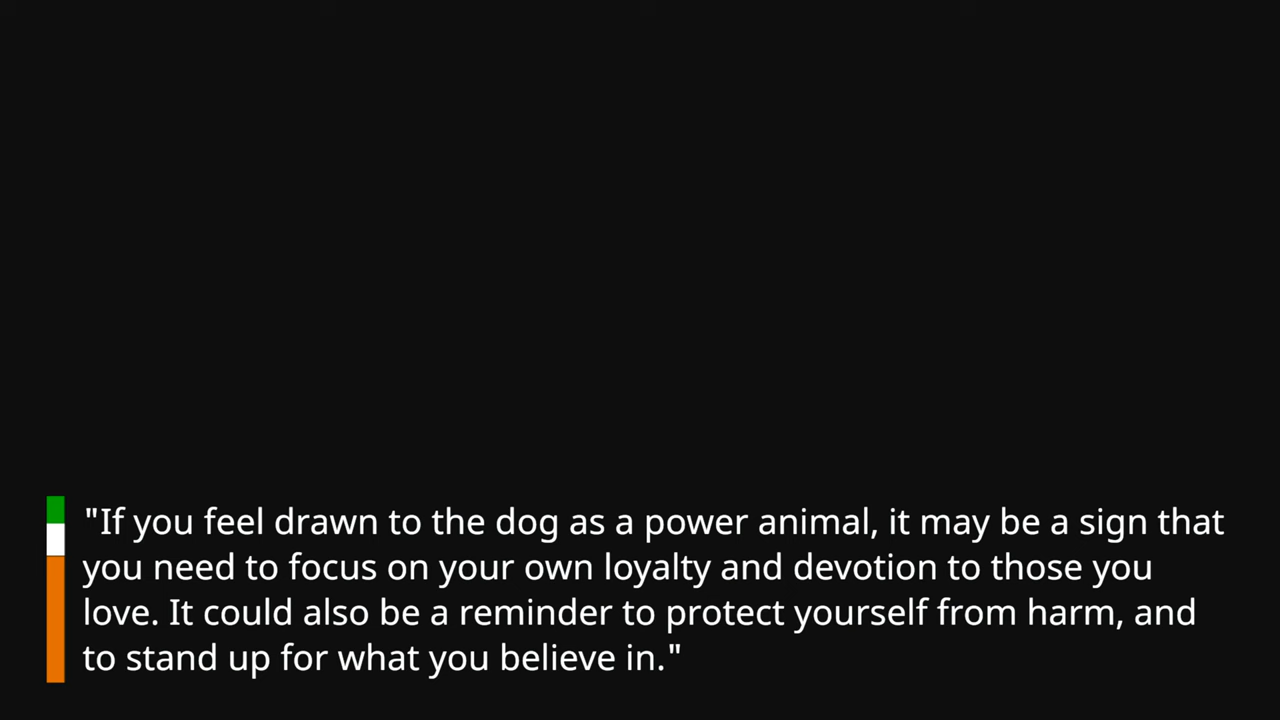 "If you feel drawn to the dog as a power animal, it may be a sign that
you need to focus on your own loyalty and devotion to those you
love. It could also be a reminder to protect yourself from harm, and
to stand up for what you believe in."